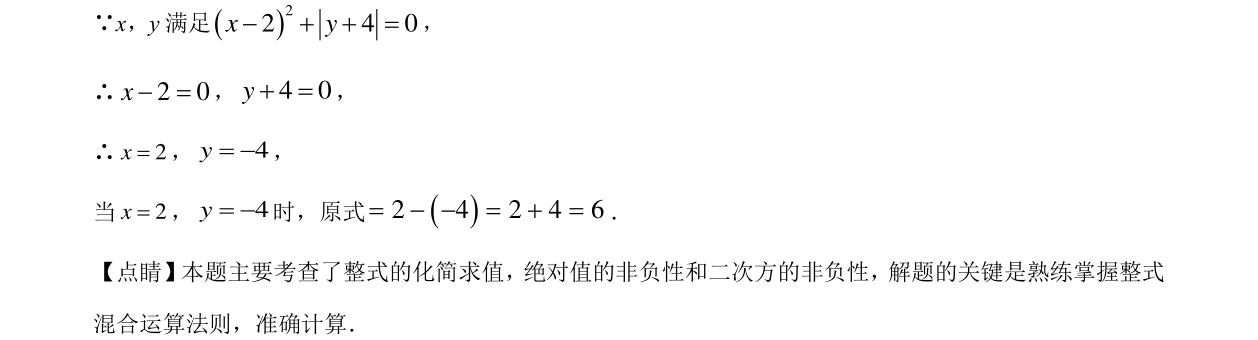 ∵x，y 满足(x−2)²+|y+4|=0，
∴ x−2=0，y+4=0，
∴ x=2，y=−4，
当 x=2，y=−4时，原式=2−(−4)=2+4=6．
【点睛】本题主要考查了整式的化简求值，绝对值的非负性和二次方的非负性，解题的关键是熟练掌握整式
混合运算法则，准确计算．